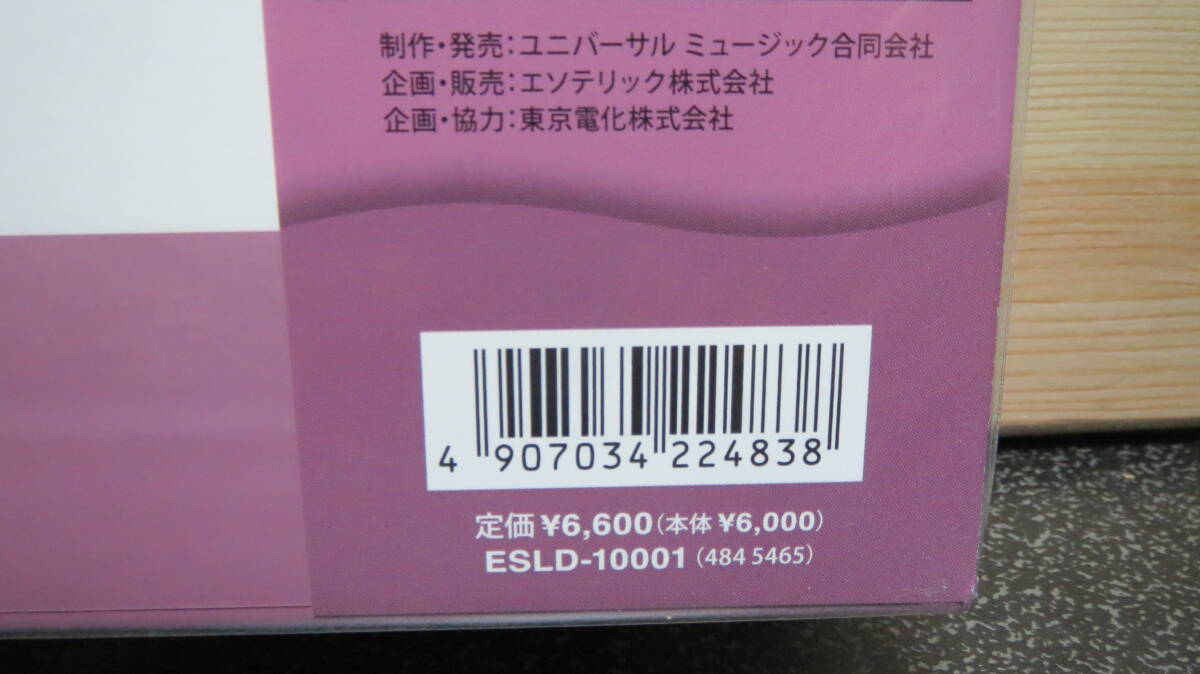 制作・発売：ユニバーサル ミュージック合同会社
企画・販売：エソテリック株式会社
企画・協力：東京電化株式会社
4 907034 224838
定価 ¥6,600（本体 ¥6,000）
ESLD-10001（484 5465）